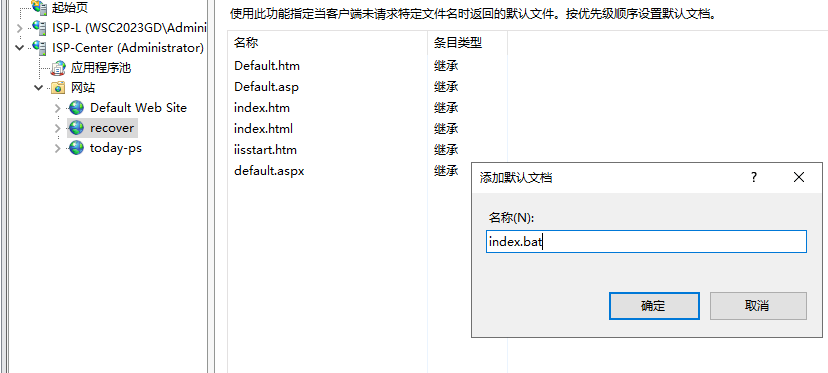 起始页
ISP-L (WSC2023GD\Admini
ISP-Center (Administrator)
应用程序池
网站
Default Web Site
recover
today-ps
使用此功能指定当客户端未请求特定文件名时返回的默认文件。按优先级顺序设置默认文档。
名称 条目类型
Default.htm 继承
Default.asp 继承
index.htm 继承
index.html 继承
iisstart.htm 继承
default.aspx 继承
添加默认文档 ?
名称(N):
index.bat
确定 取消